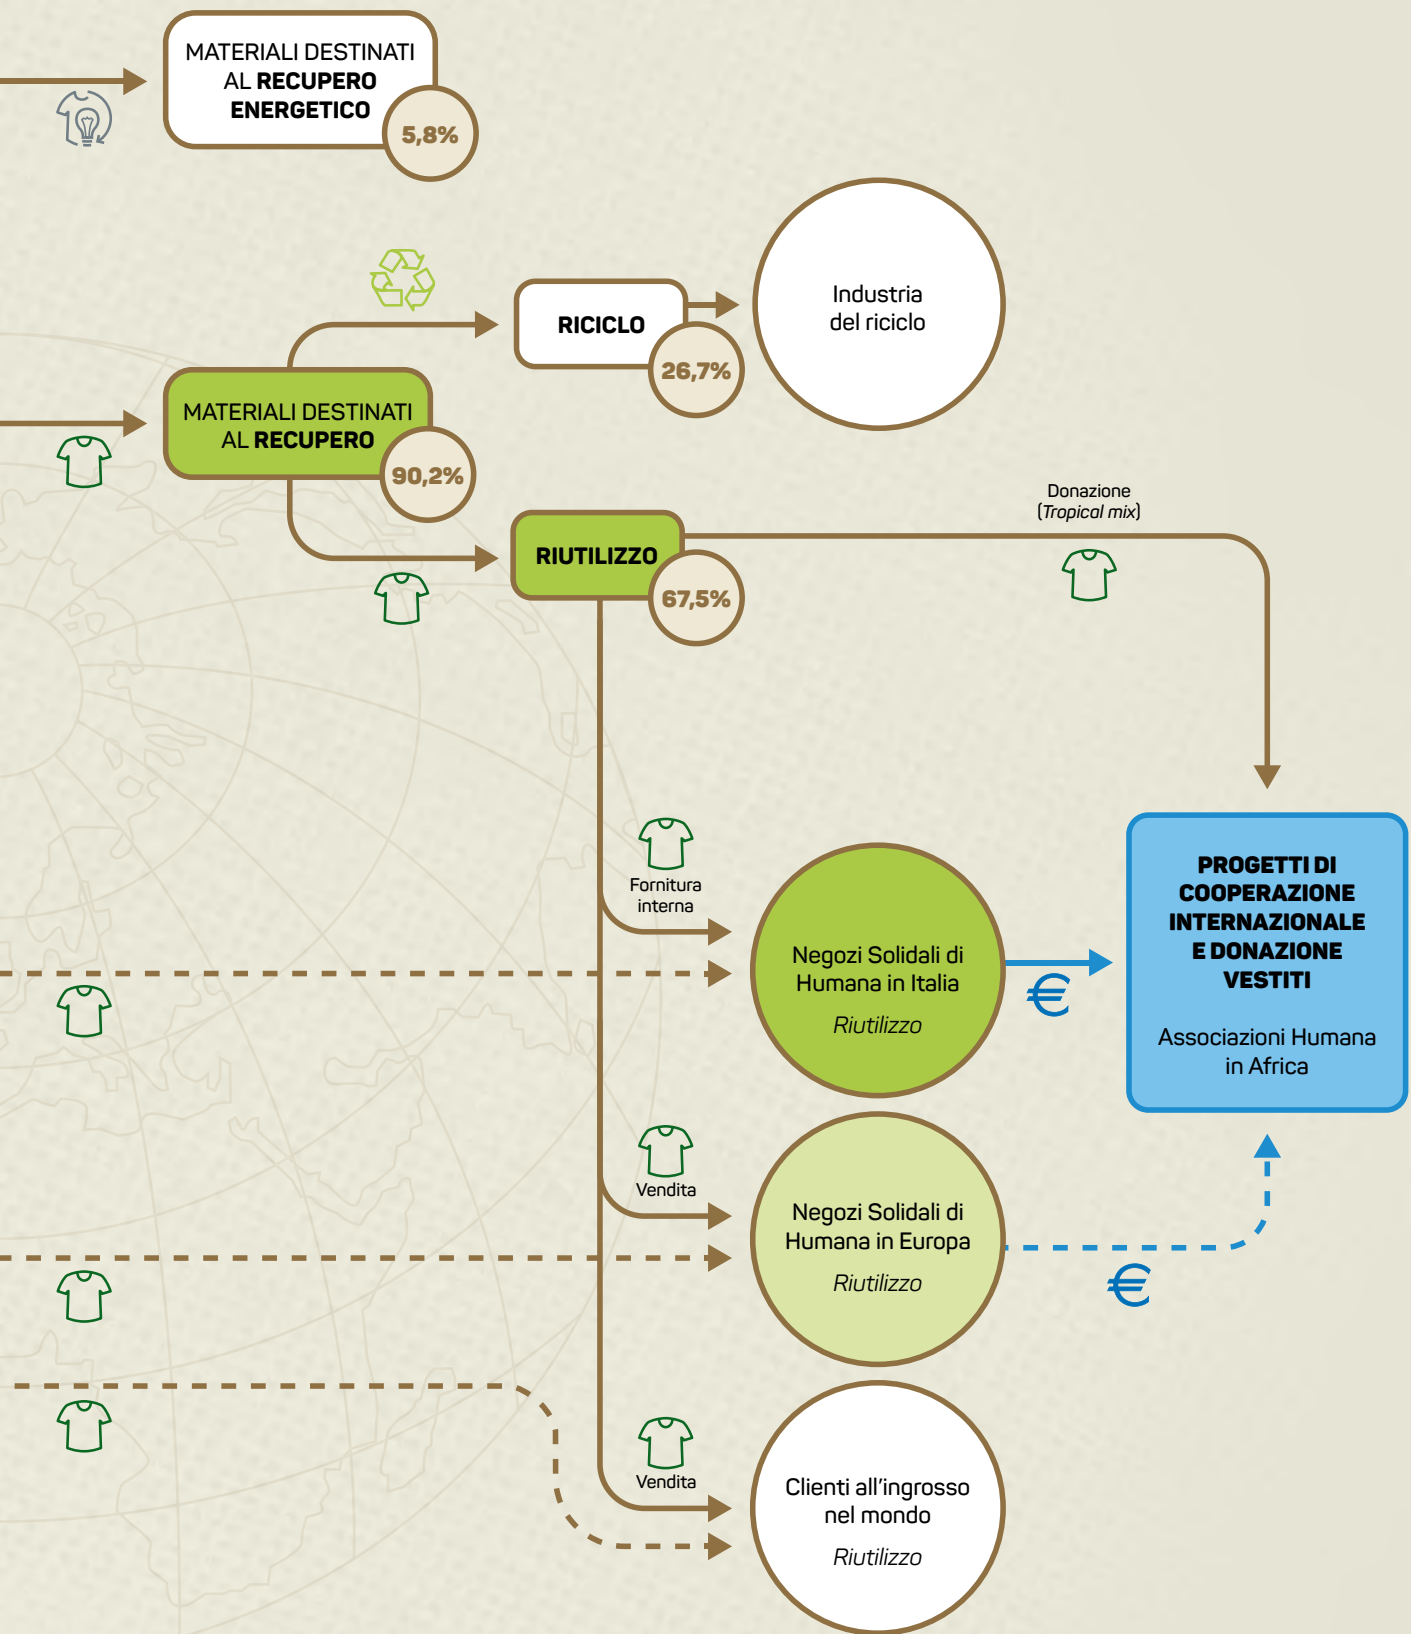 MATERIALI DESTINATI
AL RECUPERO
ENERGETICO
5,8%
Industria
del riciclo
RICICLO
26,7%
MATERIALI DESTINATI
AL RECUPERO
90,2%
Donazione
(Tropical mix)
RIUTILIZZO
67,5%
Fornitura
interna
Negozi Solidali di
Humana in Italia
Riutilizzo
€
PROGETTI DI
COOPERAZIONE
INTERNAZIONALE
E DONAZIONE
VESTITI
Associazioni Humana
in Africa
Vendita
Negozi Solidali di
Humana in Europa
Riutilizzo
€
Vendita
Clienti all'ingrosso
nel mondo
Riutilizzo